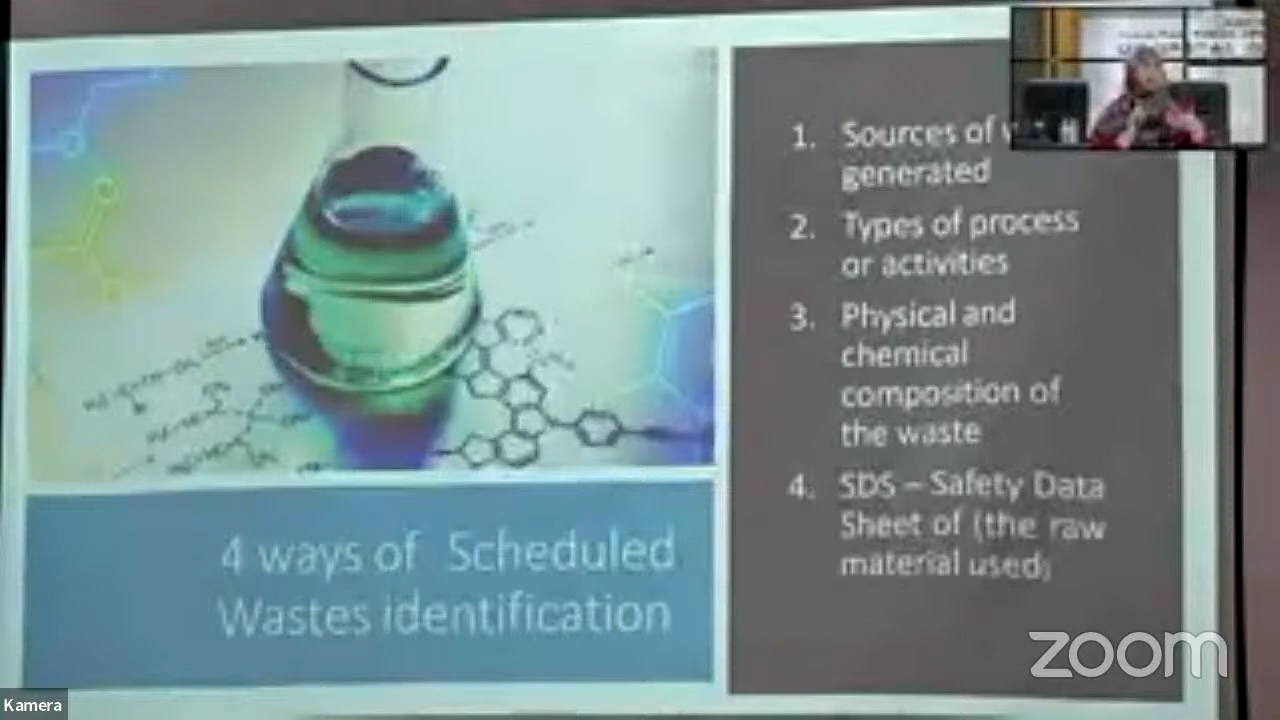 1. Sources of
generated
2. Types of process
or activities
3. Physical and
chemical
composition of
the waste
4. SDS – Safety Data
Sheet of (the raw
material used)
4 ways of Scheduled
Wastes identification
zoom
Kamera